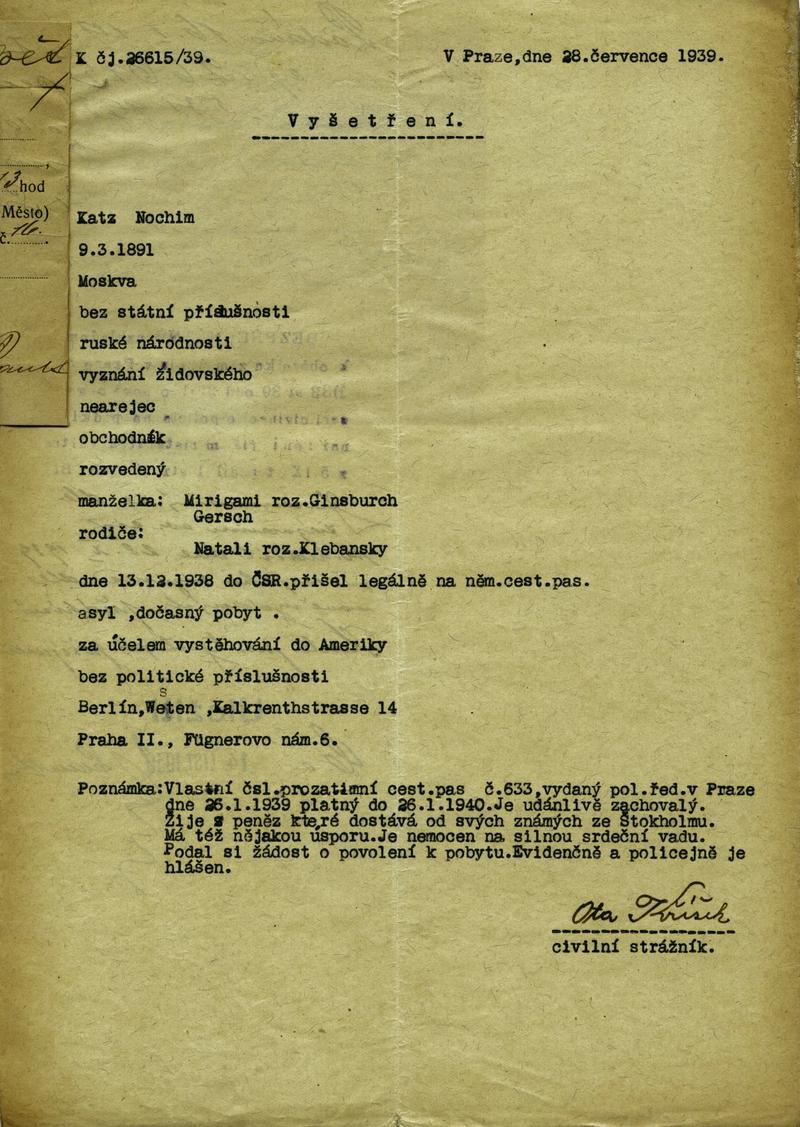 K čj.26615/39.
V Praze,dne 28.července 1939.
Vyšetření.
hod
Město)
č.
Katz Nochim
9.3.1891
Moskva
bez státní příslušnosti
ruské národnosti
vyznání židovského
nearejec
obchodník
rozvedený
manželka: Mirigami roz.Ginsburch
Gersch
rodiče:
Natali roz.Klebansky
dne 13.12.1938 do ČSR.přišel legálně na něm.cest.pas.
asyl ,dočasný pobyt .
za účelem vystěhování do Ameriky
bez politické příslušnosti
Berlín,Westen ,Kalkrenthstrasse 14
Praha II., Fügnerovo nám.6.
Poznámka:Vlastní čsl.prozatimní cest.pas č.633,vydaný pol.řed.v Praze
dne 26.1.1939 platný do 26.1.1940.Je udánlivě zachovalý.
Žije z peněz které dostává od svých známých ze Štokholmu.
Má též nějakou úsporu.Je nemocen na silnou srdeční vadu.
Podal si žádost o povolení k pobytu.Evidenčně a policejně je
hlášen.
Ota
civilní strážník.